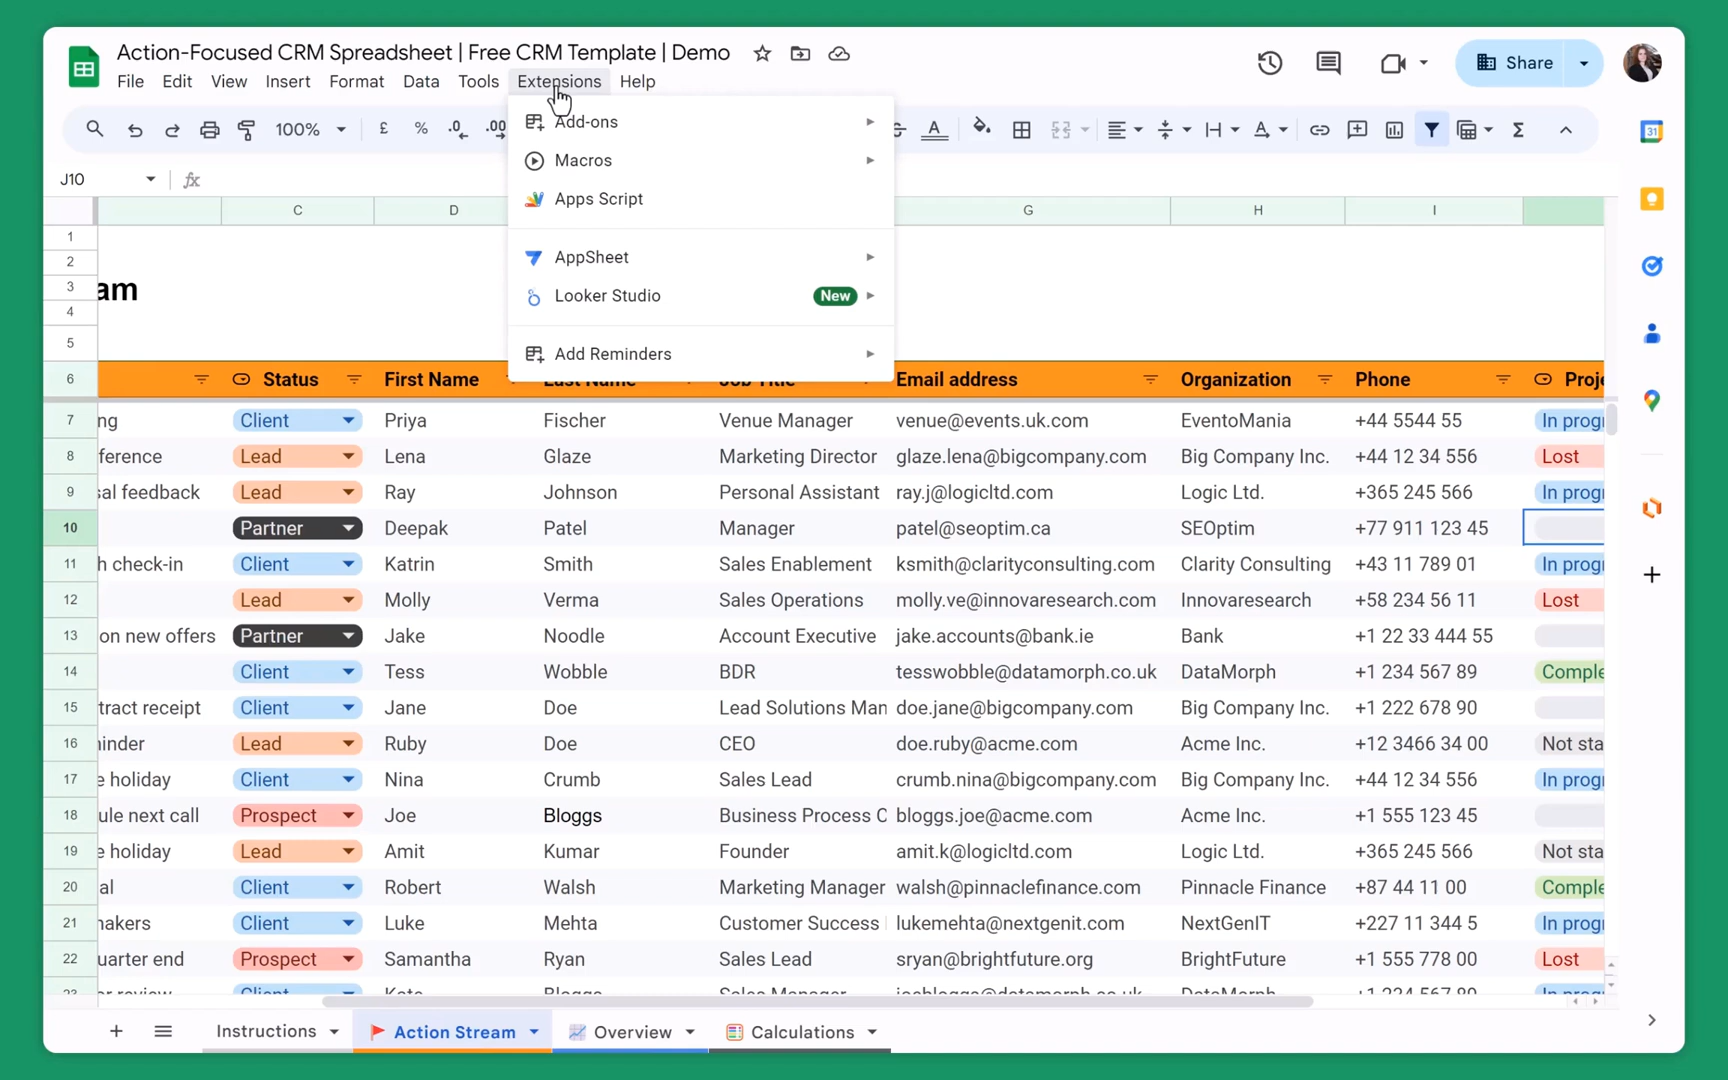 Action-Focused CRM Spreadsheet | Free CRM Template | Demo
File Edit View Insert Format Data Tools Extensions Help
Share
100% £ % .0 .00
Add-ons
Macros
Apps Script
AppSheet
Looker Studio New
Add Reminders
31
J10 fx
C D G H I
1
2
3 am
4
5
6 Status First Name Last Name Job Title Email address Organization Phone Proje
7 ng Client Priya Fischer Venue Manager venue@events.uk.com EventoMania +44 5544 55 In progr
8 ference Lead Lena Glaze Marketing Director glaze.lena@bigcompany.com Big Company Inc. +44 12 34 556 Lost
9 sal feedback Lead Ray Johnson Personal Assistant ray.j@logicltd.com Logic Ltd. +365 245 566 In progr
10 Partner Deepak Patel Manager patel@seoptim.ca SEOptim +77 911 123 45
11 h check-in Client Katrin Smith Sales Enablement ksmith@clarityconsulting.com Clarity Consulting +43 11 789 01 In progr
12 Lead Molly Verma Sales Operations molly.ve@innovaresearch.com Innovaresearch +58 234 56 11 Lost
13 on new offers Partner Jake Noodle Account Executive jake.accounts@bank.ie Bank +1 22 33 444 55
14 Client Tess Wobble BDR tesswobble@datamorph.co.uk DataMorph +1 234 567 89 Comple
15 tract receipt Client Jane Doe Lead Solutions Man doe.jane@bigcompany.com Big Company Inc. +1 222 678 90
16 inder Lead Ruby Doe CEO doe.ruby@acme.com Acme Inc. +12 3466 34 00 Not sta
17 e holiday Client Nina Crumb Sales Lead crumb.nina@bigcompany.com Big Company Inc. +44 12 34 556 In progr
18 ule next call Prospect Joe Bloggs Business Process C bloggs.joe@acme.com Acme Inc. +1 555 123 45
19 e holiday Lead Amit Kumar Founder amit.k@logicltd.com Logic Ltd. +365 245 566 Not sta
20 al Client Robert Walsh Marketing Manager walsh@pinnaclefinance.com Pinnacle Finance +87 44 11 00 Comple
21 nakers Client Luke Mehta Customer Success lukemehta@nextgenit.com NextGenIT +227 11 344 5 In progr
22 uarter end Prospect Samantha Ryan Sales Lead sryan@brightfuture.org BrightFuture +1 555 778 00 Lost
Instructions Action Stream Overview Calculations